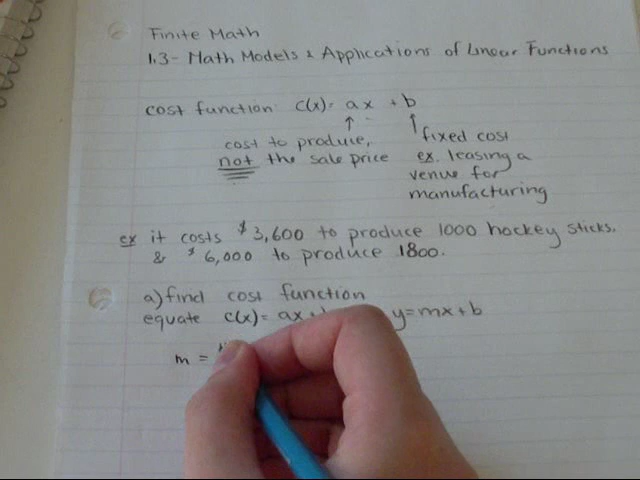 Finite Math
1.3- Math Models & Applications of Linear Functions
cost function c(x)= ax + b
cost to produce,
not the sale price
fixed cost
ex. leasing a
venue for
manufacturing
ex it costs $3,600 to produce 1000 hockey sticks.
& $6,000 to produce 1800.
a) find cost function
equate c(x)= ax+ y=mx+b
m =